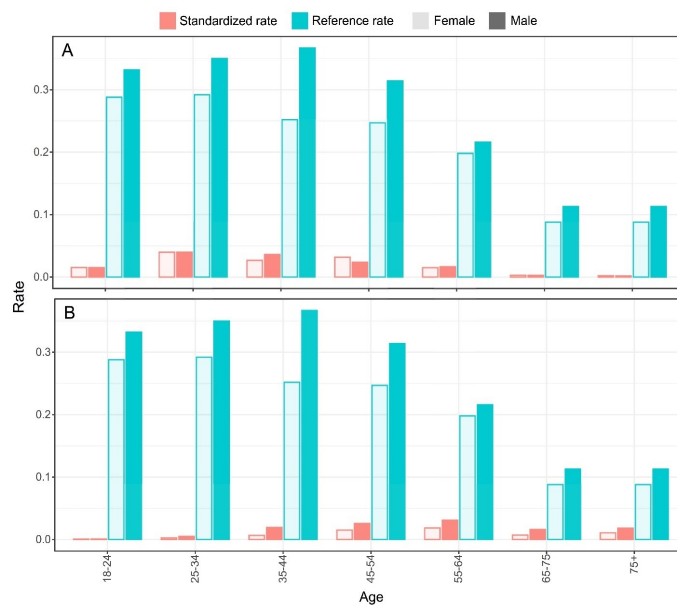 Standardized rate Reference rate Female Male
A
0.3
0.2
0.1
0.0
Rate
B
0.3
0.2
0.1
0.0
18-24 25-34 35-44 45-54 55-64 65-75 75+
Age